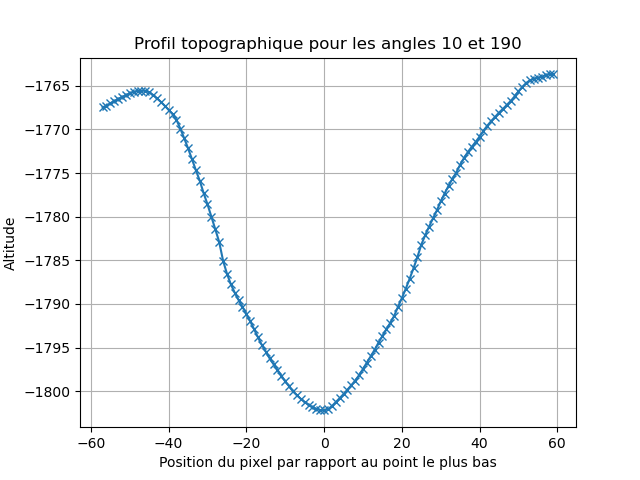 Profil topographique pour les angles 10 et 190
Altitude
−1765
−1770
−1775
−1780
−1785
−1790
−1795
−1800
−60 −40 −20 0 20 40 60
Position du pixel par rapport au point le plus bas